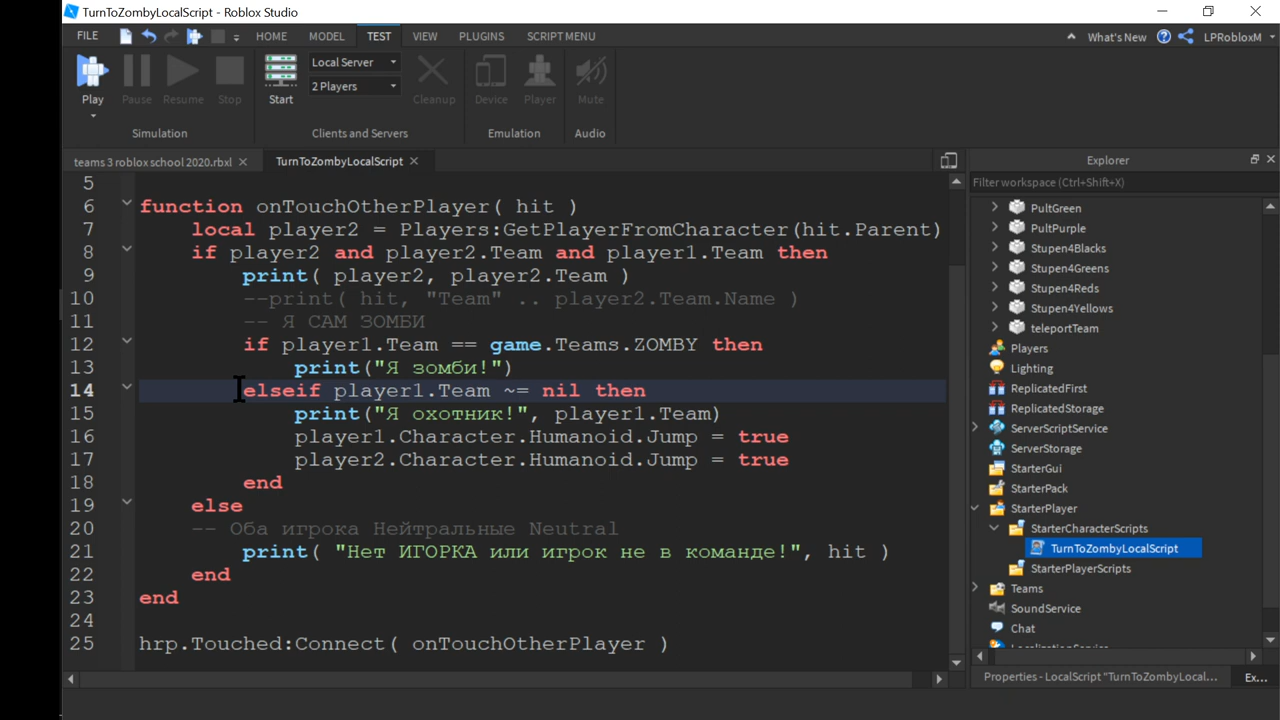 TurnToZombyLocalScript - Roblox Studio
FILE HOME MODEL TEST VIEW PLUGINS SCRIPT MENU What's New LPRobloxM
Play Pause Resume Stop
Simulation
Start Local Server 2 Players Cleanup
Clients and Servers
Device Player
Emulation
Mute
Audio
teams 3 roblox school 2020.rbxl TurnToZombyLocalScript
5
6 function onTouchOtherPlayer( hit )
7 local player2 = Players:GetPlayerFromCharacter(hit.Parent)
8 if player2 and player2.Team and player1.Team then
9 print( player2, player2.Team )
10 --print( hit, "Team" .. player2.Team.Name )
11 -- Я САМ ЗОМБИ
12 if player1.Team == game.Teams.ZOMBY then
13 print("Я зомби!")
14 elseif player1.Team ~= nil then
15 print("Я охотник!", player1.Team)
16 player1.Character.Humanoid.Jump = true
17 player2.Character.Humanoid.Jump = true
18 end
19 else
20 -- Оба игрока Нейтральные Neutral
21 print( "Нет ИГОРКА или игрок не в команде!", hit )
22 end
23 end
24
25 hrp.Touched:Connect( onTouchOtherPlayer )
Explorer
Filter workspace (Ctrl+Shift+X)
PultGreen
PultPurple
Stupen4Blacks
Stupen4Greens
Stupen4Reds
Stupen4Yellows
teleportTeam
Players
Lighting
ReplicatedFirst
ReplicatedStorage
ServerScriptService
ServerStorage
StarterGui
StarterPack
StarterPlayer
StarterCharacterScripts
TurnToZombyLocalScript
StarterPlayerScripts
Teams
SoundService
Chat
LocalizationService
Properties - LocalScript "TurnToZombyLocal... Ex...